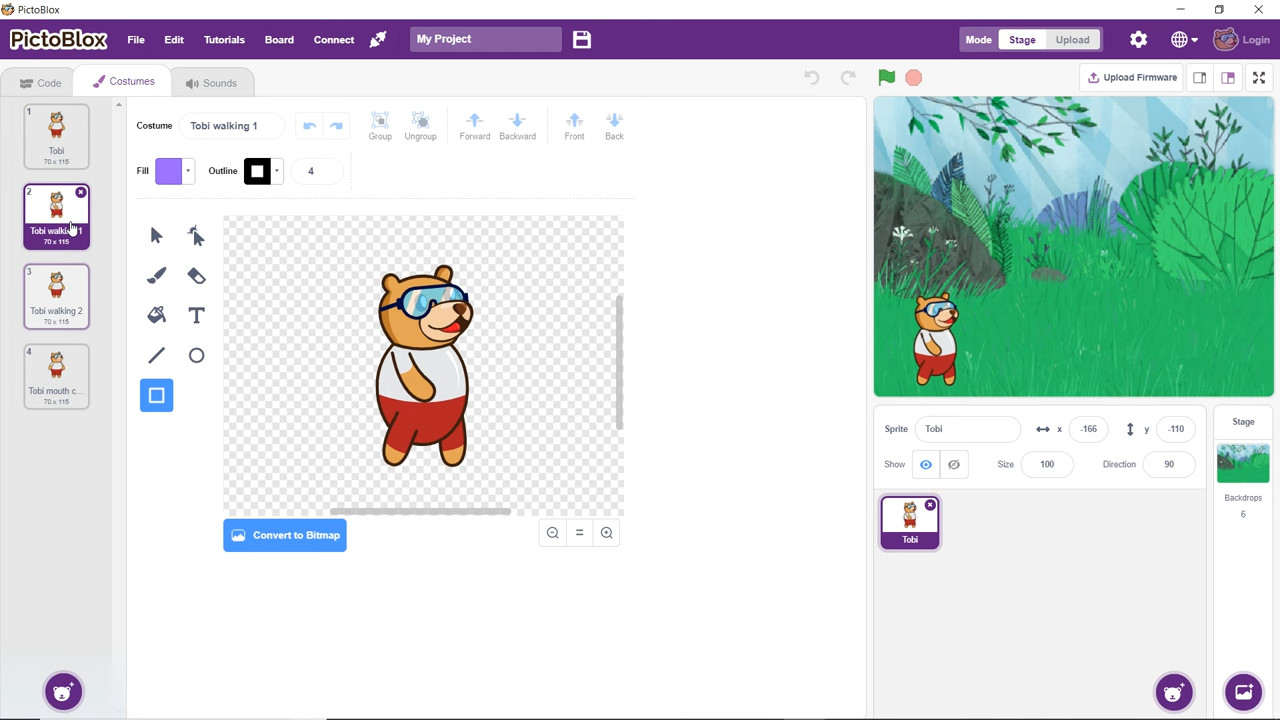 PictoBlox
PictoBlox File Edit Tutorials Board Connect My Project Mode Stage Upload Login
Code Costumes Sounds Upload Firmware
1
Tobi
70 x 115
2
70 x 115
3
Tobi walking 2
70 x 115
4
Tobi mouth c...
70 x 115
Costume Tobi walking 1 Group Ungroup Forward Backward Front Back
Fill Outline 4
T
Convert to Bitmap
Sprite Tobi x -166 y -110
Show Size 100 Direction 90
Tobi
Stage
Backdrops
6